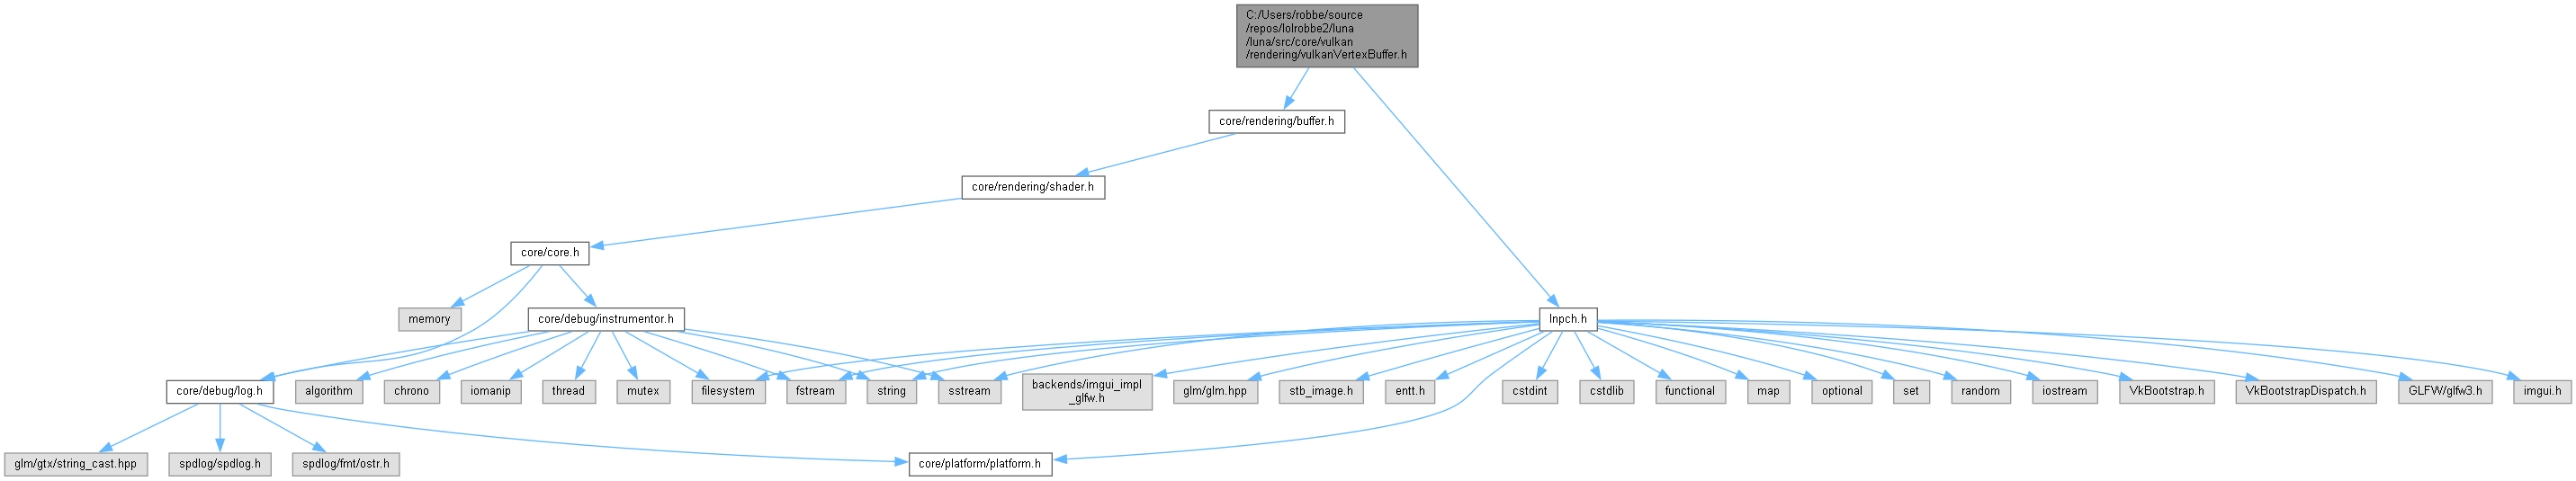 C:/Users/robbe/source
/repos/lolrobbe2/luna
/luna/src/core/vulkan
/rendering/vulkanVertexBuffer.h
core/rendering/buffer.h
core/rendering/shader.h
core/core.h
memory
core/debug/instrumentor.h
lnpch.h
core/debug/log.h
algorithm
chrono
iomanip
thread
mutex
filesystem
fstream
string
sstream
backends/imgui_impl
_glfw.h
glm/glm.hpp
stb_image.h
entt.h
cstdint
cstdlib
functional
map
optional
set
random
iostream
VkBootstrap.h
VkBootstrapDispatch.h
GLFW/glfw3.h
imgui.h
glm/gtx/string_cast.hpp
spdlog/spdlog.h
spdlog/fmt/ostr.h
core/platform/platform.h